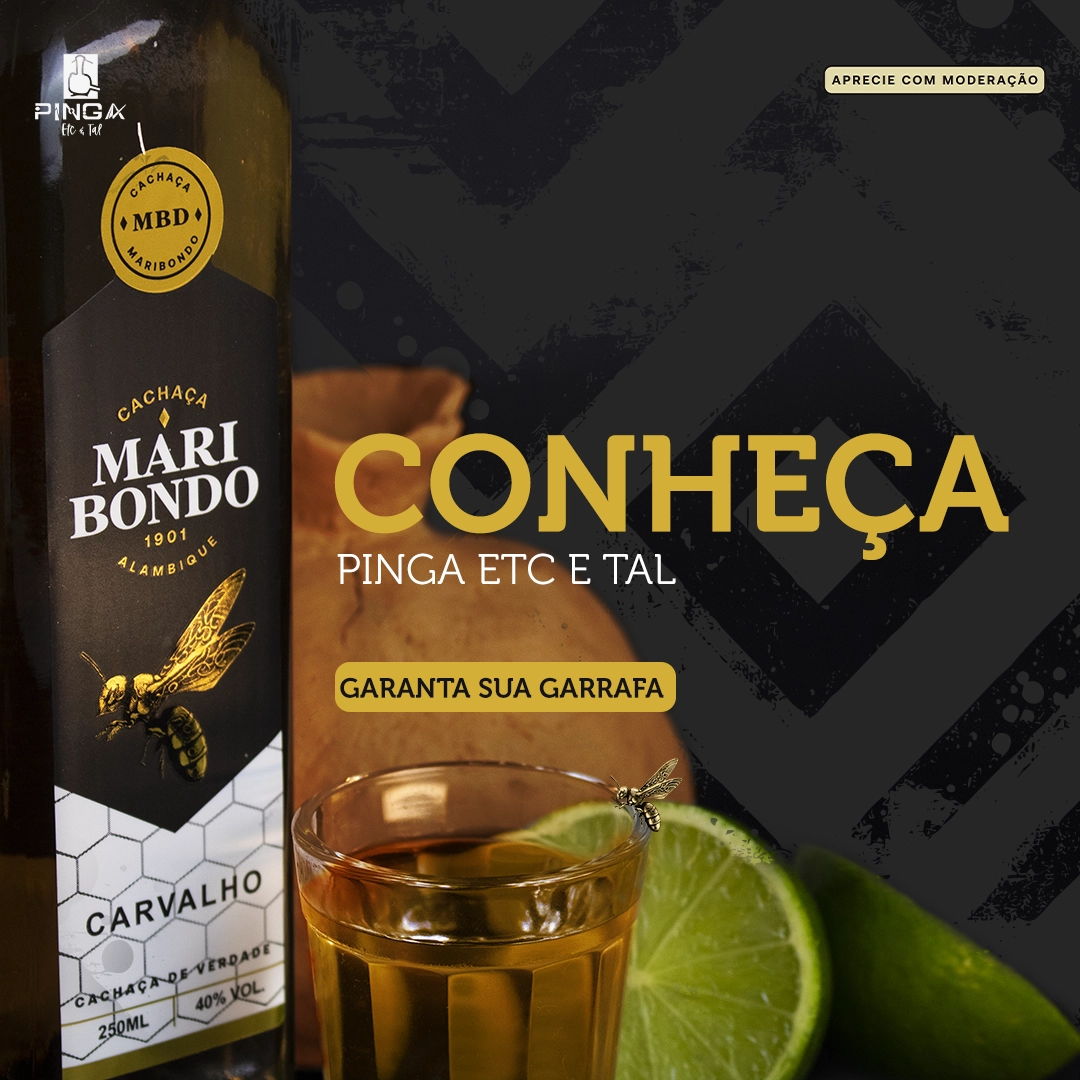 PINGA
Etc e Tal
APRECIE COM MODERAÇÃO
CACHAÇA
MBD
MARIBONDO
CACHAÇA
MARI
BONDO
1901
ALAMBIQUE
CONHEÇA
PINGA ETC E TAL
GARANTA SUA GARRAFA
CARVALHO
CACHAÇA DE VERDADE
250ML
40% VOL.